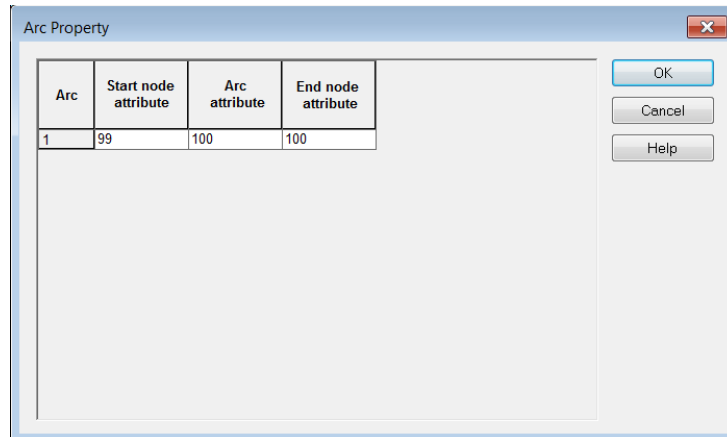 Arc Property
Arc Start node attribute Arc attribute End node attribute
1 99 100 100
OK
Cancel
Help